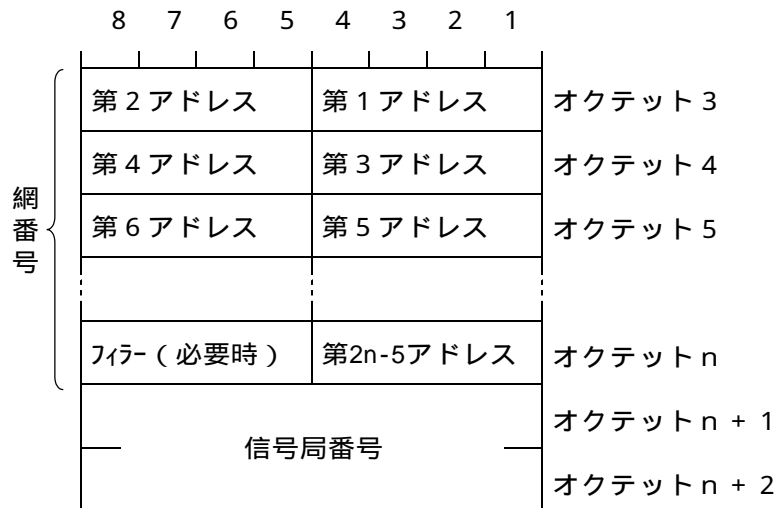 8 7 6 5 4 3 2 1
第2アドレス 第1アドレス オクテット3
第4アドレス 第3アドレス オクテット4
網番号
第6アドレス 第5アドレス オクテット5
フィラー(必要時) 第2n-5アドレス オクテットn
オクテットn + 1
信号局番号
オクテットn + 2